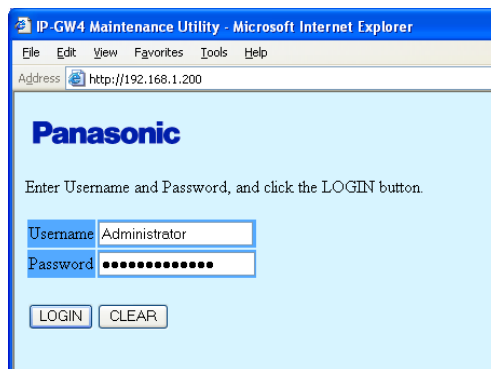 IP-GW4 Maintenance Utility - Microsoft Internet Explorer
File Edit View Favorites Tools Help
Address http://192.168.1.200
Panasonic
Enter Username and Password, and click the LOGIN button.
Username Administrator
Password ●●●●●●●●●●●●●
LOGIN CLEAR